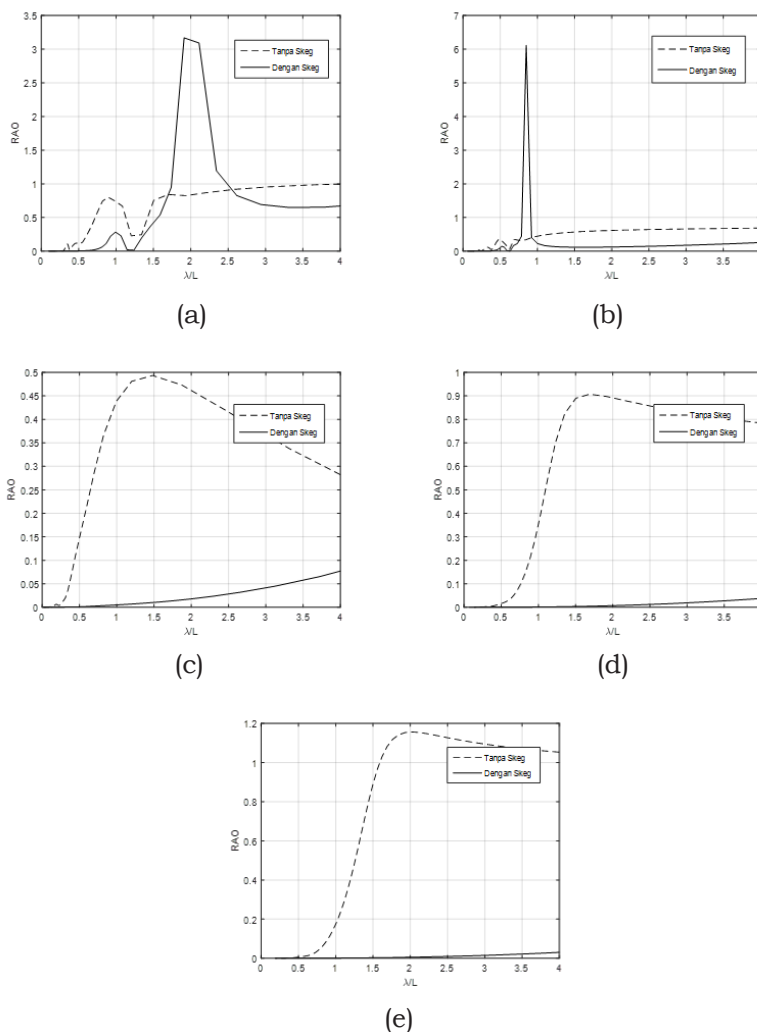 3.5
3
2.5
2
1.5
1
0.5
0
RAO
0 0.5 1 1.5 2 2.5 3 3.5 4
λ/L
Tanpa Skeg
Dengan Skeg
(a)
7
6
5
4
3
2
1
0
RAO
0 0.5 1 1.5 2 2.5 3 3.5
λ/L
Tanpa Skeg
Dengan Skeg
(b)
0.5
0.45
0.4
0.35
0.3
0.25
0.2
0.15
0.1
0.05
0
RAO
0 0.5 1 1.5 2 2.5 3 3.5 4
λ/L
Tanpa Skeg
Dengan Skeg
(c)
1
0.9
0.8
0.7
0.6
0.5
0.4
0.3
0.2
0.1
0
RAO
0 0.5 1 1.5 2 2.5 3 3.5
λ/L
Tanpa Skeg
Dengan Skeg
(d)
1.2
1
0.8
0.6
0.4
0.2
0
RAO
0 0.5 1 1.5 2 2.5 3 3.5 4
λ/L
Tanpa Skeg
Dengan Skeg
(e)